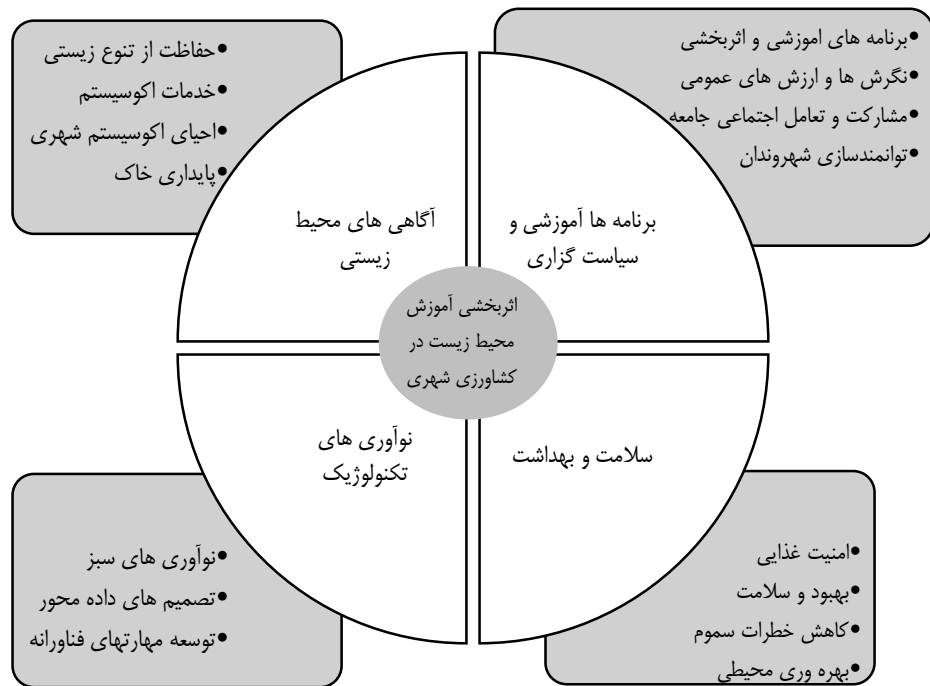 برنامه های اموزشی و اثربخشی
نگرش ها و ارزش های عمومی
مشارکت و تعامل اجتماعی جامعه
توانمندسازی شهروندان
حفاظت از تنوع زیستی
خدمات اکوسیستم
احیای اکوسیستم شهری
پایداری خاک
برنامه ها آموزشی و
سیاست گزاری
آگاهی های محیط
زیستی
اثربخشی آموزش
محیط زیست در
کشاورزی شهری
سلامت و بهداشت
نوآوری های
تکنولوژیک
امنیت غذایی
بهبود و سلامت
کاهش خطرات سموم
بهره وری محیطی
نوآوری های سبز
تصمیم های داده محور
توسعه مهارتهای فناورانه